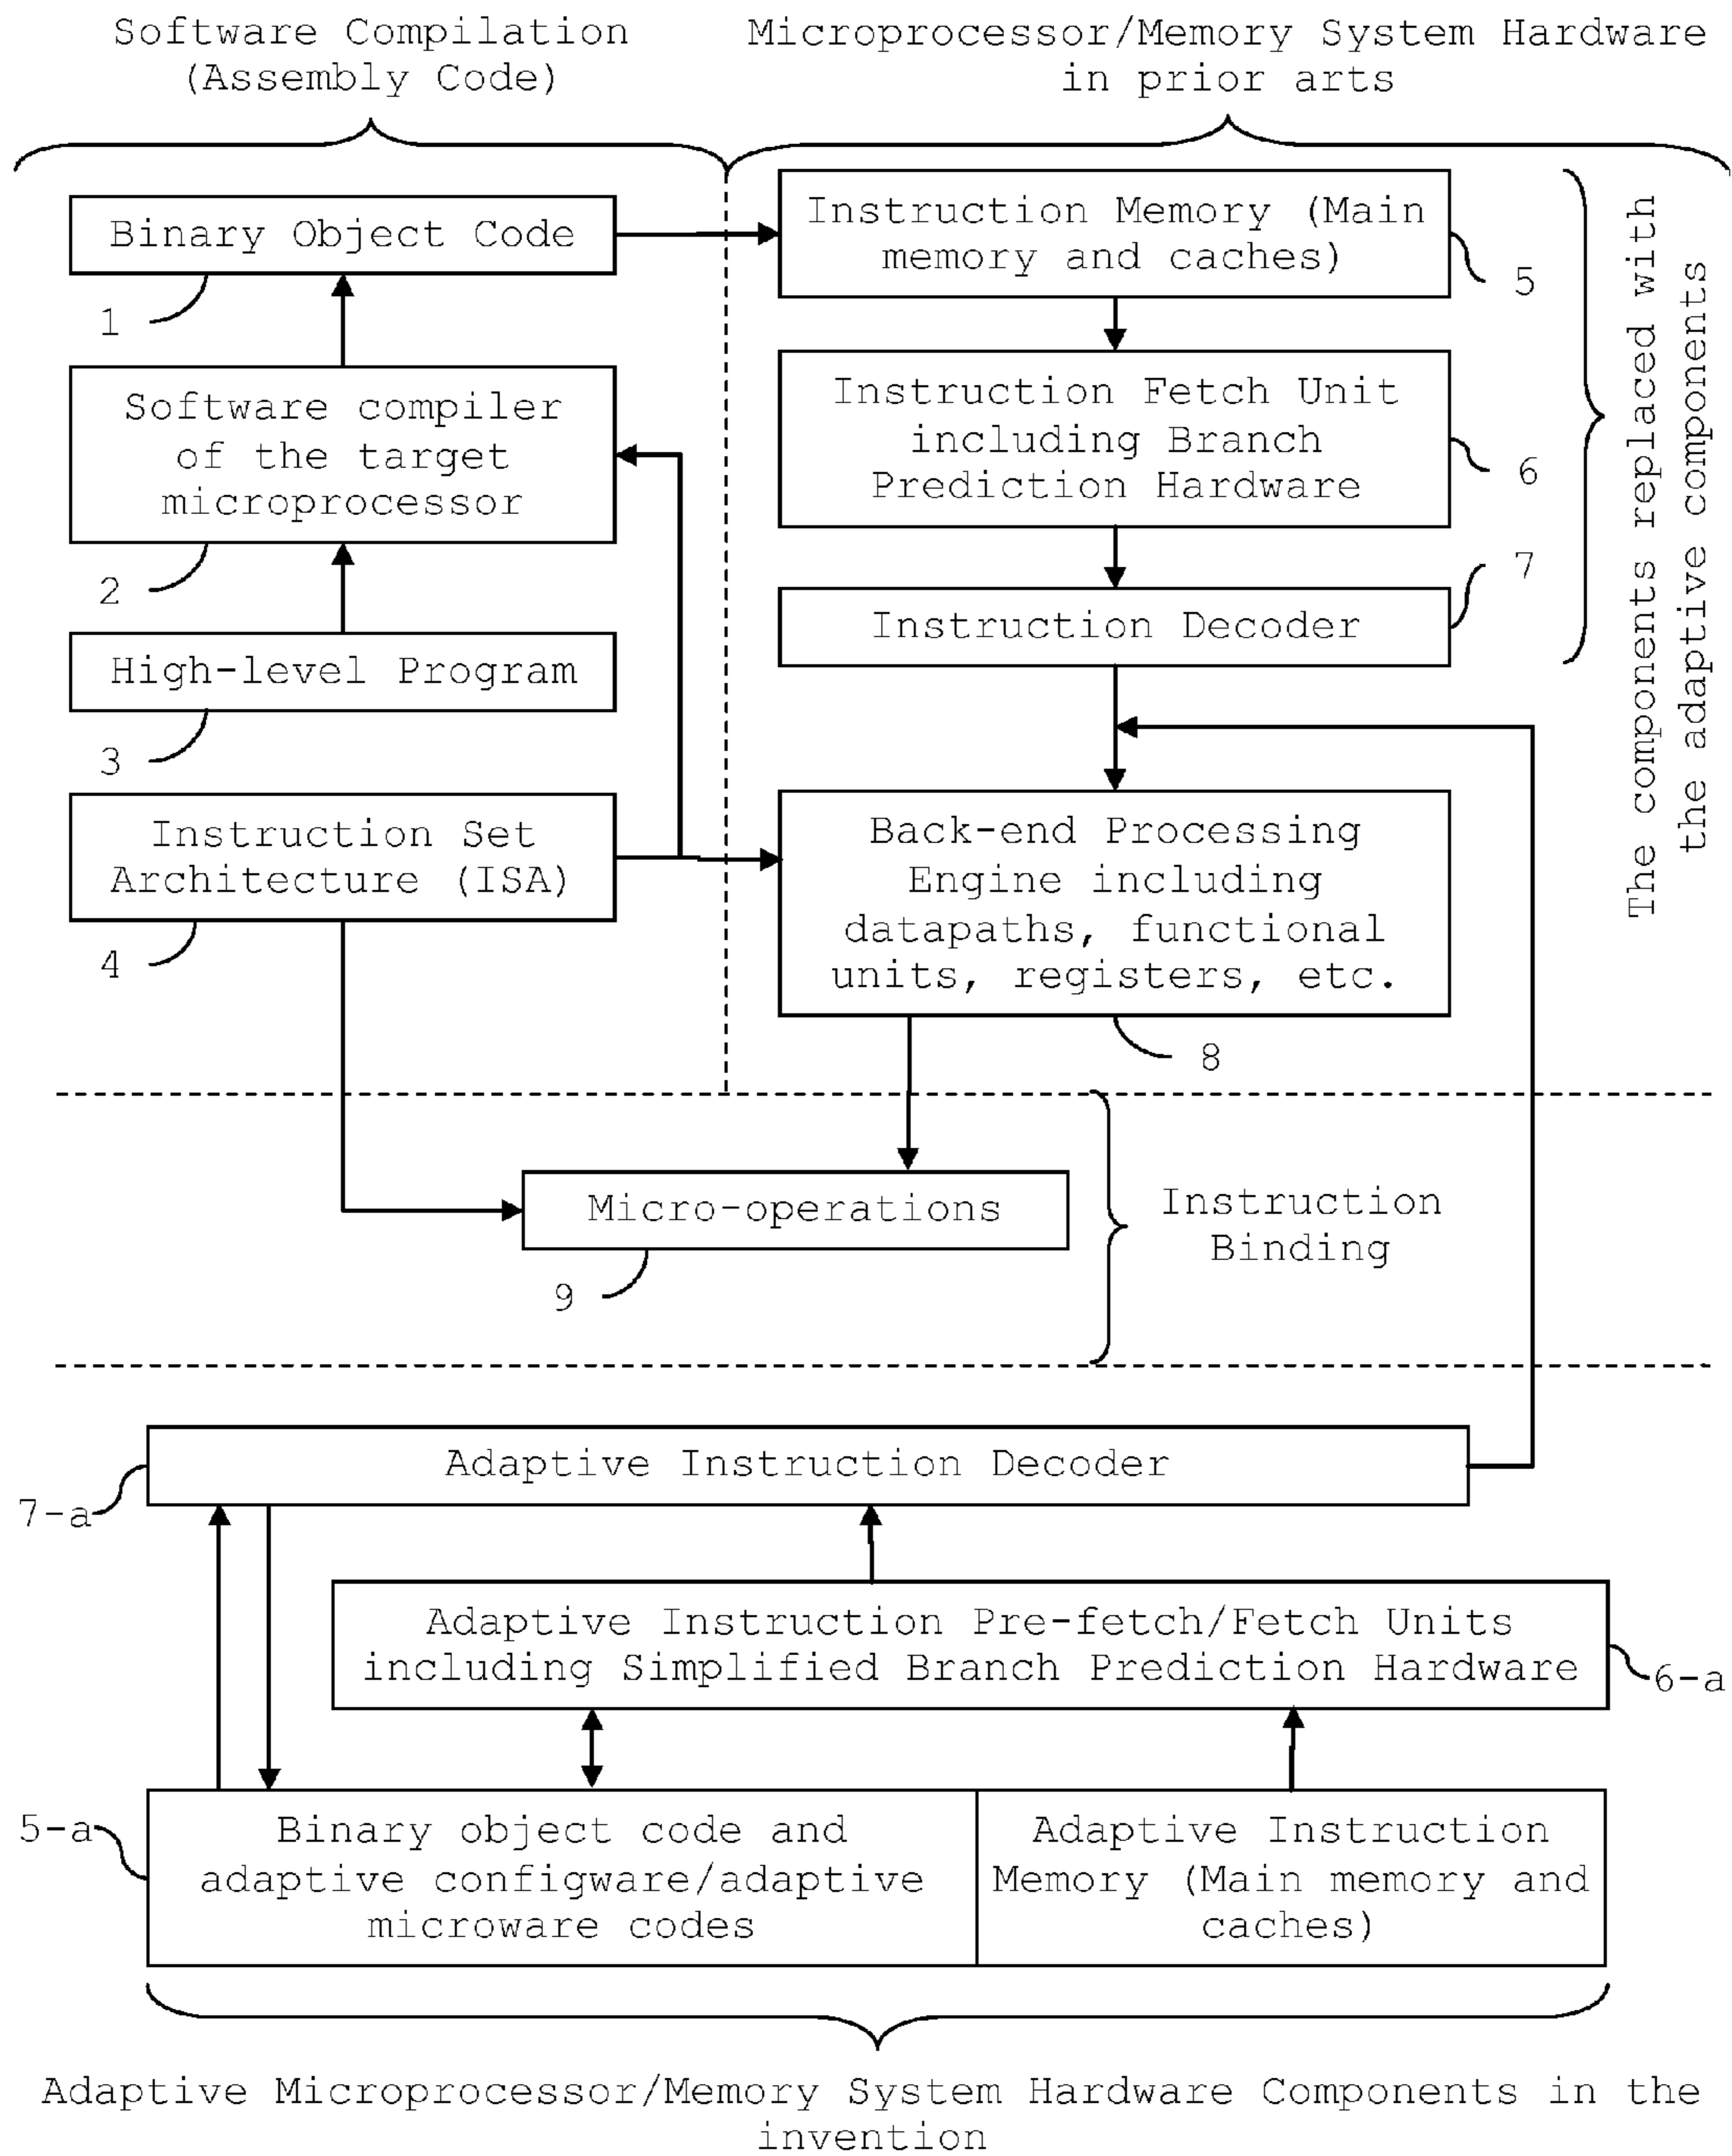 Software Compilation
(Assembly Code)
Microprocessor/Memory System Hardware
in prior arts
Binary Object Code
1
Software compiler
of the target
microprocessor
2
High-level Program
3
Instruction Set
Architecture (ISA)
4
Instruction Memory (Main
memory and caches)
5
Instruction Fetch Unit
including Branch
Prediction Hardware
6
7
Instruction Decoder
Back-end Processing
Engine including
datapaths, functional
units, registers, etc.
8
The components replaced with
the adaptive components
Micro-operations
9
Instruction
Binding
Adaptive Instruction Decoder
7-a
Adaptive Instruction Pre-fetch/Fetch Units
including Simplified Branch Prediction Hardware
6-a
5-a
Binary object code and
adaptive configware/adaptive
microware codes
Adaptive Instruction
Memory (Main memory and
caches)
Adaptive Microprocessor/Memory System Hardware Components in the
invention